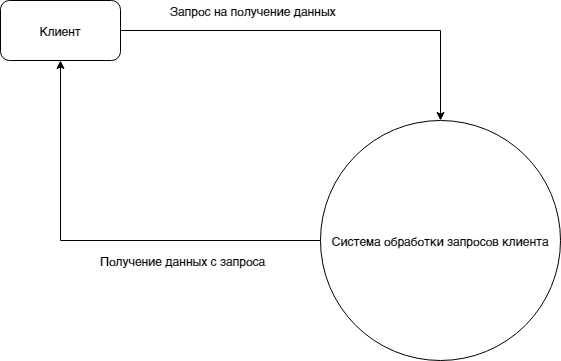 Запрос на получение данных
Клиент
Система обработки запросов клиента
Получение данных с запроса